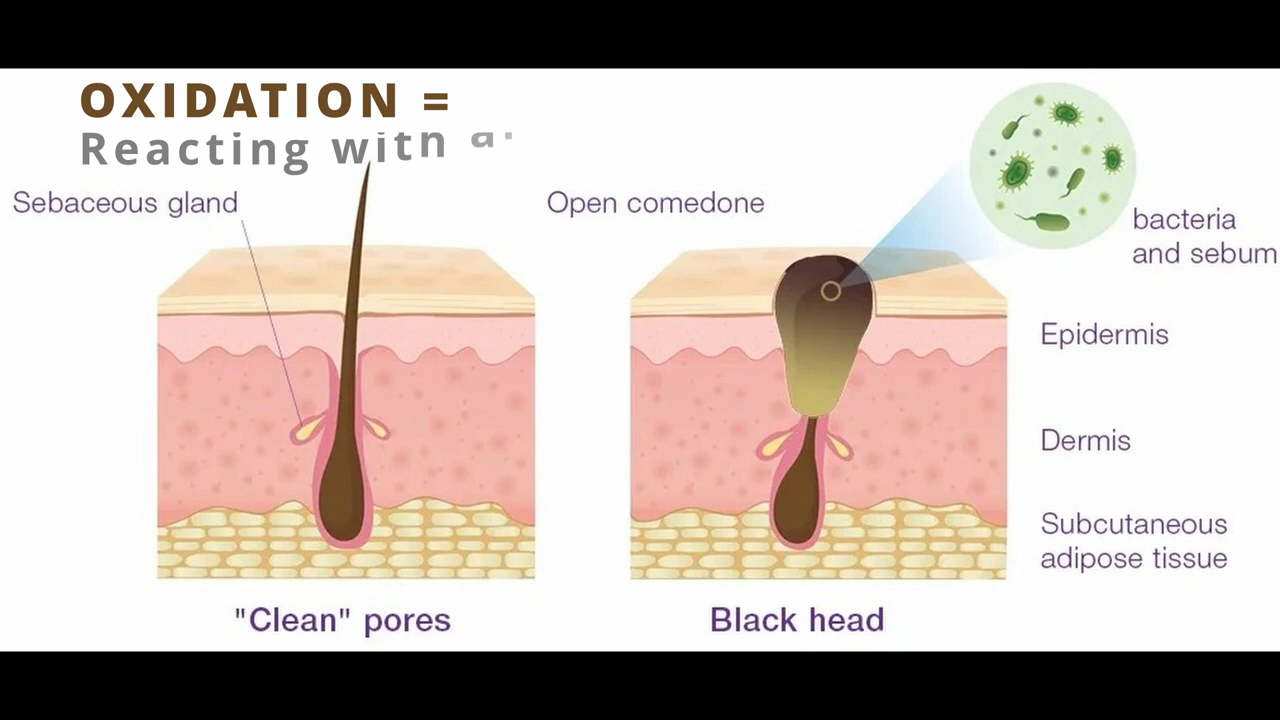 OXIDATION =
Reacting with
Sebaceous gland
Open comedone
bacteria
and sebum
Epidermis
Dermis
Subcutaneous
adipose tissue
"Clean" pores
Black head